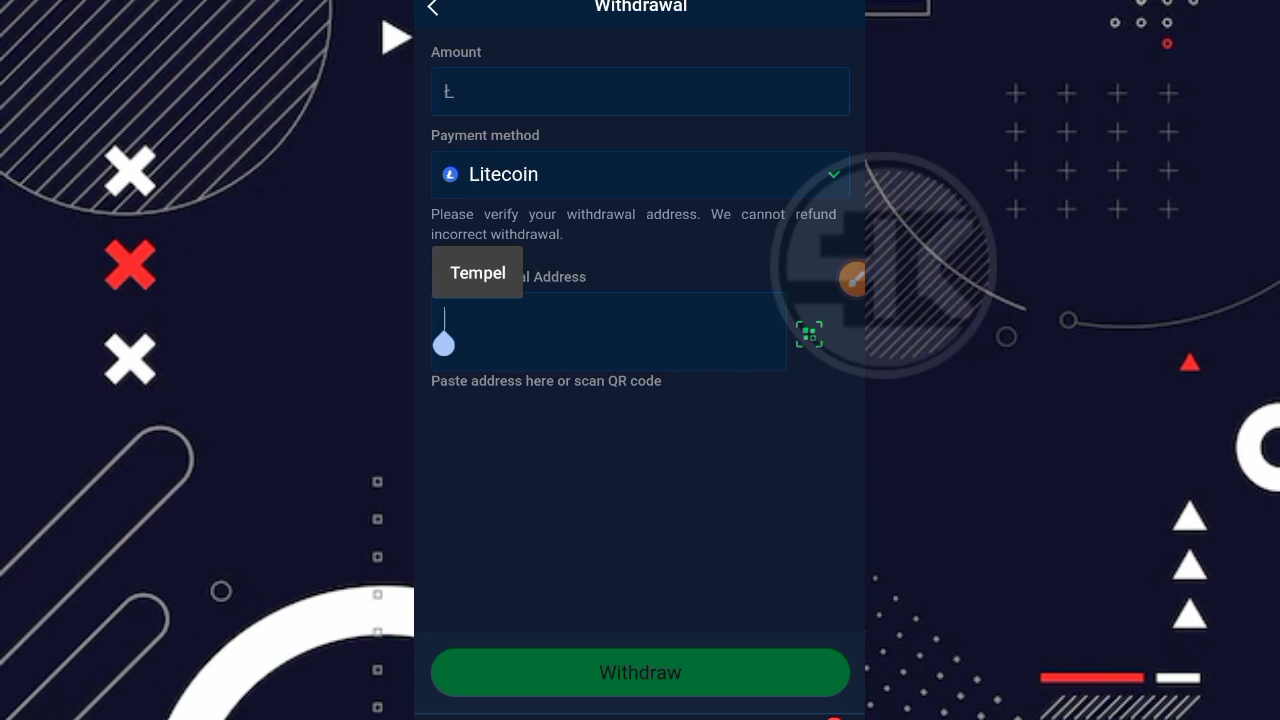 Withdrawal
Amount
Ł
Payment method
Litecoin
Please verify your withdrawal address. We cannot refund
incorrect withdrawal.
Tempel
al Address
Paste address here or scan QR code
Withdraw